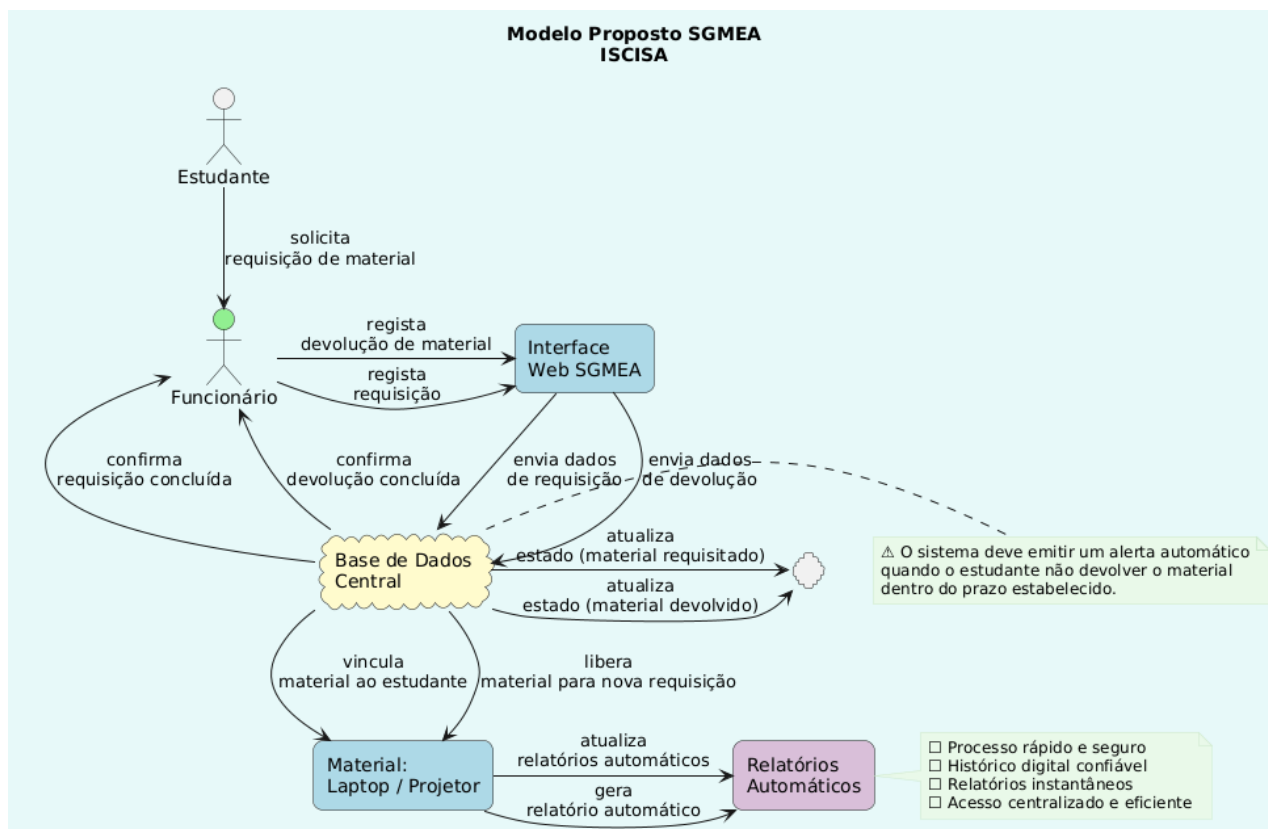 Modelo Proposto SGMEA
ISCISA
Estudante
solicita
requisição de material
regista
devolução de material
regista
requisição
Interface
Web SGMEA
Funcionário
confirma
requisição concluída
confirma
devolução concluída
envia dados
de requisição
envia dados
de devolução
Base de Dados
Central
atualiza
estado (material requisitado)
atualiza
estado (material devolvido)
⚠ O sistema deve emitir um alerta automático
quando o estudante não devolver o material
dentro do prazo estabelecido.
vincula
material ao estudante
libera
material para nova requisição
Material:
Laptop / Projetor
atualiza
relatórios automáticos
gera
relatório automático
Relatórios
Automáticos
☐ Processo rápido e seguro
☐ Histórico digital confiável
☐ Relatórios instantâneos
☐ Acesso centralizado e eficiente